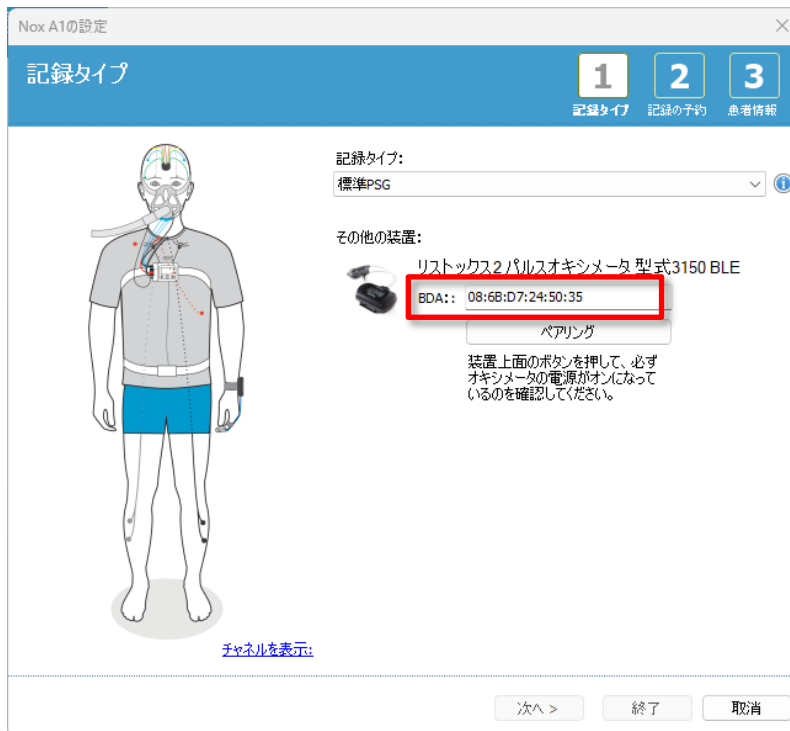 Nox A1の設定
記録タイプ
1 2 3
記録タイプ 記録の予約 患者情報
記録タイプ:
標準PSG
その他の装置:
リストックス2 パルスオキシメータ 型式3150 BLE
BDA:: 08:6B:D7:24:50:35
ペアリング
装置上面のボタンを押して、必ず
オキシメータの電源がオンになって
いるのを確認してください。
チャネルを表示:
次へ > 終了 取消